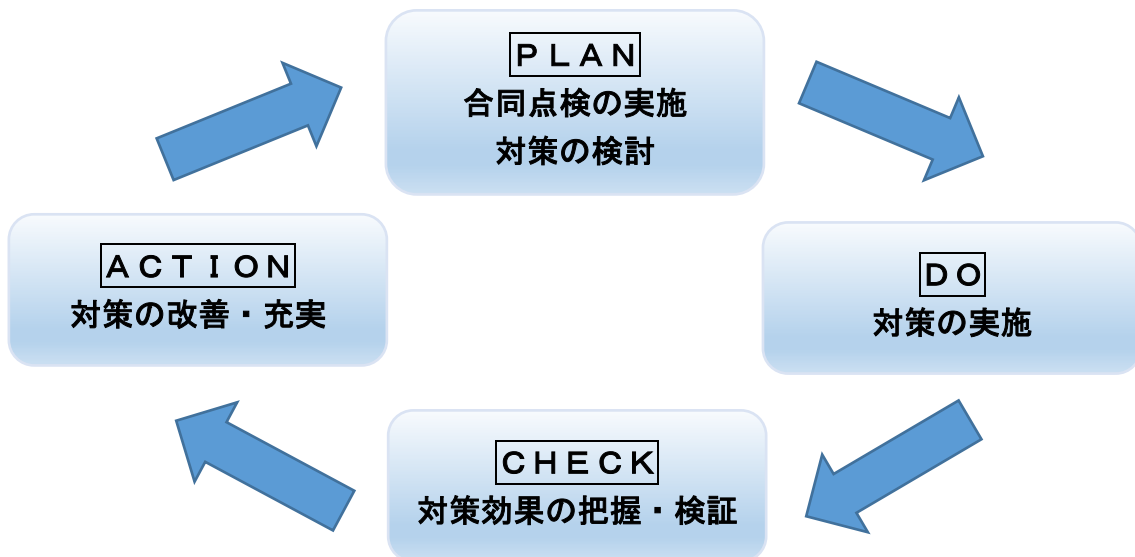 ＰＬＡＮ
合同点検の実施
対策の検討
ＡＣＴＩＯＮ
対策の改善・充実
ＤＯ
対策の実施
ＣＨＥＣＫ
対策効果の把握・検証